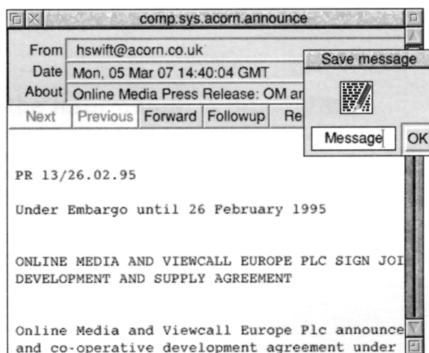 comp.sys.acorn.announce
From hswift@acorn.co.uk
Date Mon, 05 Mar 07 14:40:04 GMT
About Online Media Press Release: OM
Save message
Message
OK
Next Previous Forward Followup Re
PR 13/26.02.95
Under Embargo until 26 February 1995
ONLINE MEDIA AND VIEWCALL EUROPE PLC SIGN JOI
DEVELOPMENT AND SUPPLY AGREEMENT
Online Media and Viewcall Europe Plc announce
and co-operative development agreement under